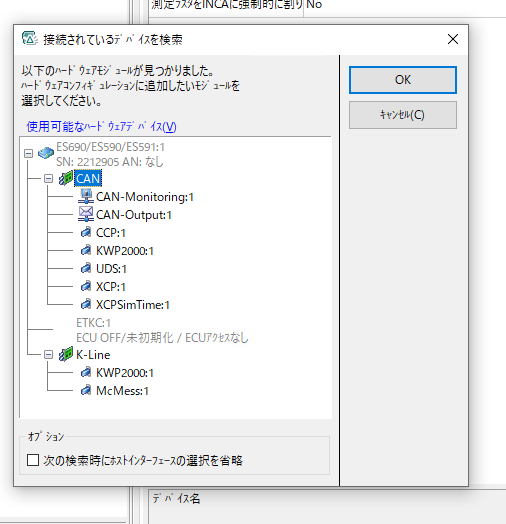 測定ラスタをINCAに強制的に割り No
接続されているﾃﾞﾊﾞｲｽを検索
以下のﾊｰﾄﾞｳｪｱﾓｼﾞｭｰﾙが見つかりました。
ﾊｰﾄﾞｳｪｱｺﾝﾌｨｷﾞｭﾚｰｼｮﾝに追加したいﾓｼﾞｭｰﾙを
選択してください。
OK
ｷｬﾝｾﾙ(C)
使用可能なﾊｰﾄﾞｳｪｱﾃﾞﾊﾞｲｽ(V)
ES690/ES590/ES591:1
SN: 2212905 AN: なし
CAN
CAN-Monitoring:1
CAN-Output:1
CCP:1
KWP2000:1
UDS:1
XCP:1
XCPSimTime:1
ETKC:1
ECU OFF/未初期化 / ECUｱｸｾｽなし
K-Line
KWP2000:1
McMess:1
ｵﾌﾟｼｮﾝ
次の検索時にﾎｽﾄｲﾝﾀｰﾌｪｰｽの選択を省略
ﾃﾞﾊﾞｲｽ名